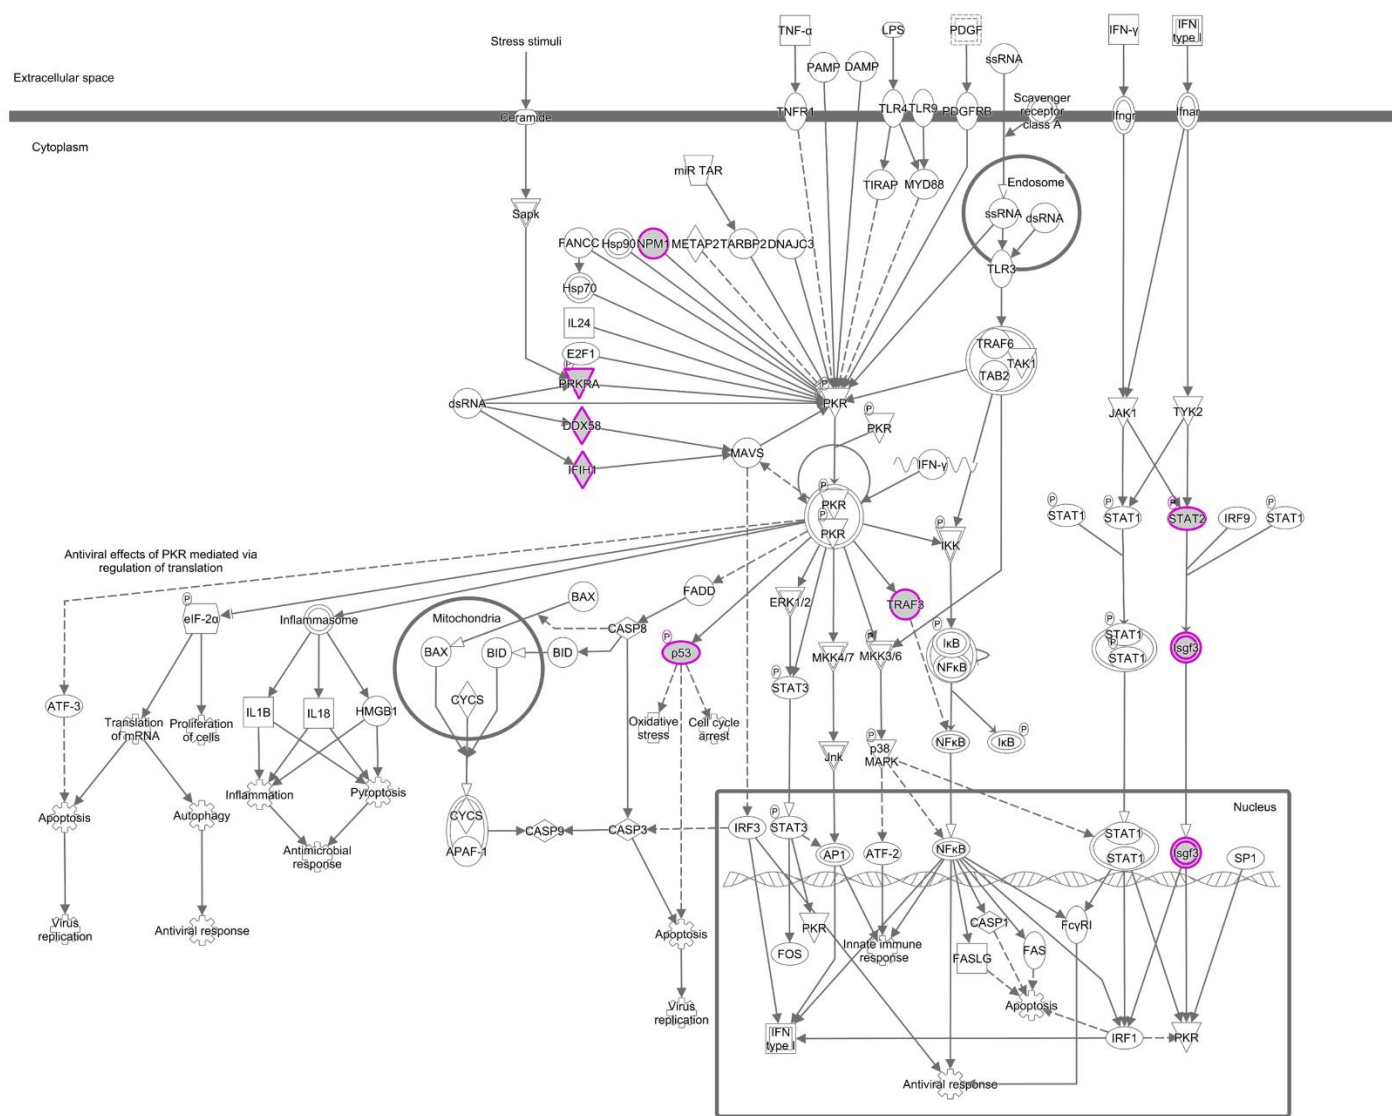 TNF-α
LPS
PDGF
IFN-γ
IFN
type I
Stress stimuli
ssRNA
PAMP
DAMP
Extracellular space
Scavenger
receptor
class A
Ceramide
TNFR1
TLR4
TLR9
PDGFRB
Ifngr
Ifnar
Cytoplasm
miR TAR
TIRAP
MYD88
Endosome
ssRNA
dsRNA
Sapk
FANCC
Hsp90
NPM1
METAP2
TARBP2
DNAJC3
TLR3
Hsp70
IL24
TRAF6
TAK1
TAB2
E2F1
P
PRKRA
P
PKR
dsRNA
P
PKR
JAK1
TYK2
DDX58
MAVS
IFN-γ
IFIH1
P
PKR
P
PKR
P
STAT1
P
STAT1
P
STAT2
IRF9
P
STAT1
P
IKK
Antiviral effects of PKR mediated via
regulation of translation
P
eIF-2α
Inflammasome
Mitochondria
BAX
FADD
ERK1/2
TRAF3
CASP8
BAX
BID
BID
P
p53
MKK4/7
P
MKK3/6
P
IκB
NFκB
STAT1
P
STAT1
Isgf3
P
STAT3
CYCS
ATF-3
Translation
of mRNA
Proliferation
of cells
IL1B
IL18
HMGB1
Oxidative
stress
Cell cycle
arrest
Jnk
P
p38
MAPK
NFκB
P
IκB
Inflammation
Pyroptosis
Nucleus
Apoptosis
Autophagy
CYCS
APAF-1
CASP9
CASP3
IRF3
P
STAT3
AP1
ATF-2
NFκB
STAT1
STAT1
Isgf3
SP1
Antimicrobial
response
Virus
replication
Antiviral response
Apoptosis
PKR
FOS
Innate immune
response
CASP1
FASLG
FAS
FcγRI
Apoptosis
Virus
replication
IFN
type I
IRF1
PKR
Antiviral response